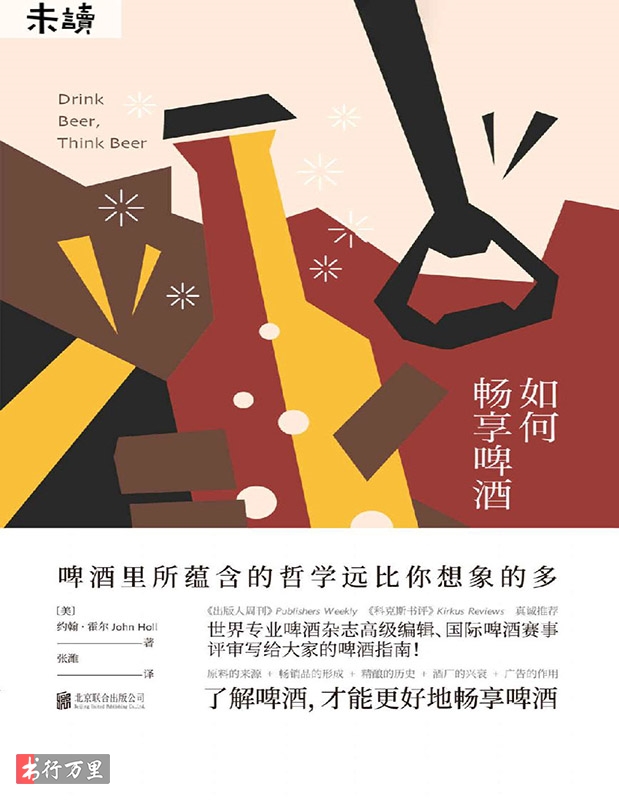 未讀
Drink
Beer,
Think Beer
如何
畅享啤酒
啤酒里所蕴含的哲学远比你想象的多
[美]
约翰·霍尔 John Holl
著
张滩
译
北京联合出版公司
Beijing United Publishing Co.,Ltd.
《出版人周刊》Publishers Weekly 《科克斯书评》Kirkus Reviews 真诚推荐
世界专业啤酒杂志高级编辑、国际啤酒赛事
评审写给大家的啤酒指南！
原料的来源 + 畅销品的形成 + 精酿的历史 + 酒厂的兴衰 + 广告的作用
了解啤酒，才能更好地畅享啤酒
书行万里